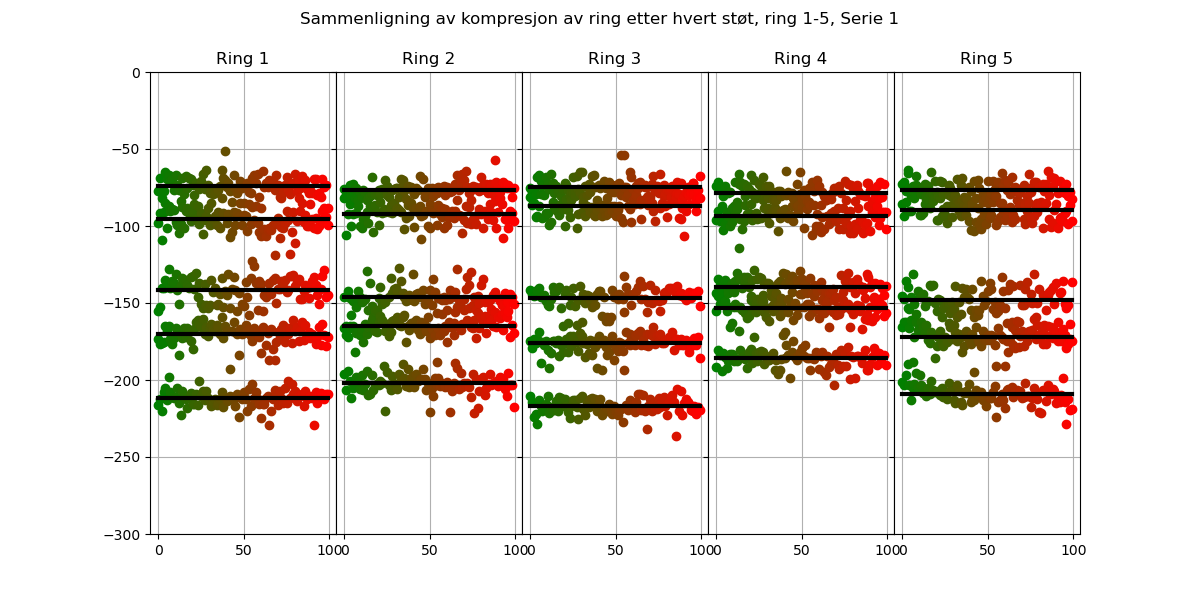 Sammenligning av kompresjon av ring etter hvert støt, ring 1-5, Serie 1
Ring 1 Ring 2 Ring 3 Ring 4 Ring 5
0
−50
−100
−150
−200
−250
−300
0 50 100 0 50 100 0 50 100 0 50 100 0 50 100